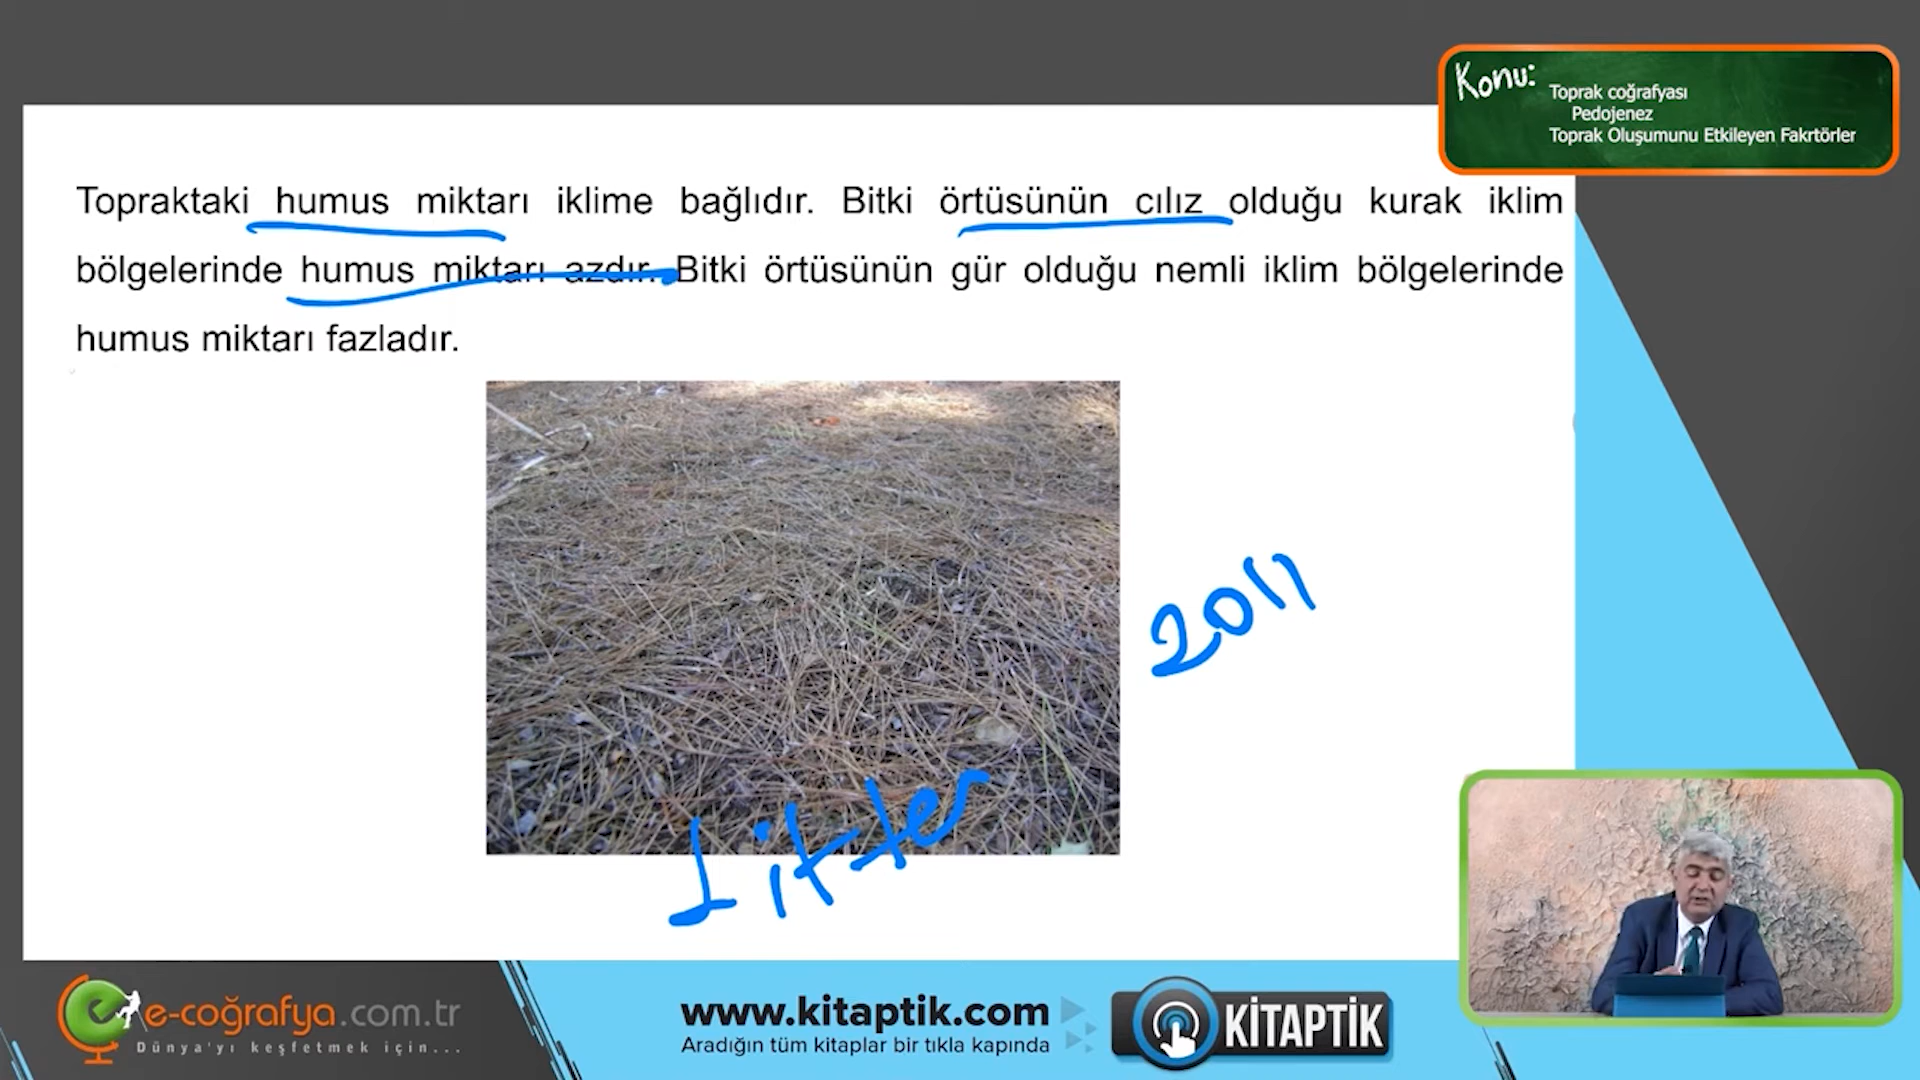 Konu:
Toprak coğrafyası
Pedojenez
Toprak Oluşumunu Etkileyen Fakrtörler
Topraktaki humus miktarı iklime bağlıdır. Bitki örtüsünün cılız olduğu kurak iklim
bölgelerinde humus miktarı azdır. Bitki örtüsünün gür olduğu nemli iklim bölgelerinde
humus miktarı fazladır.
2011
Litter
e-coğrafya.com.tr
Dünya'yı keşfetmek için...
www.kitaptik.com
Aradığın tüm kitaplar bir tıkla kapında
KİTAPTİK